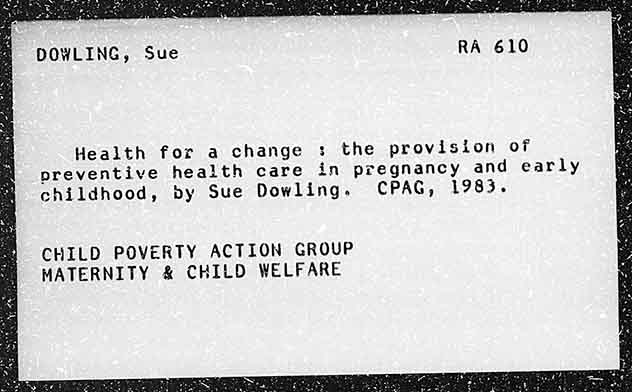 DOWLING, Sue RA 610
Health for a change : the provision of
preventive health care in pregnancy and early
childhood, by Sue Dowling. CPAG, 1983.
CHILD POVERTY ACTION GROUP
MATERNITY & CHILD WELFARE